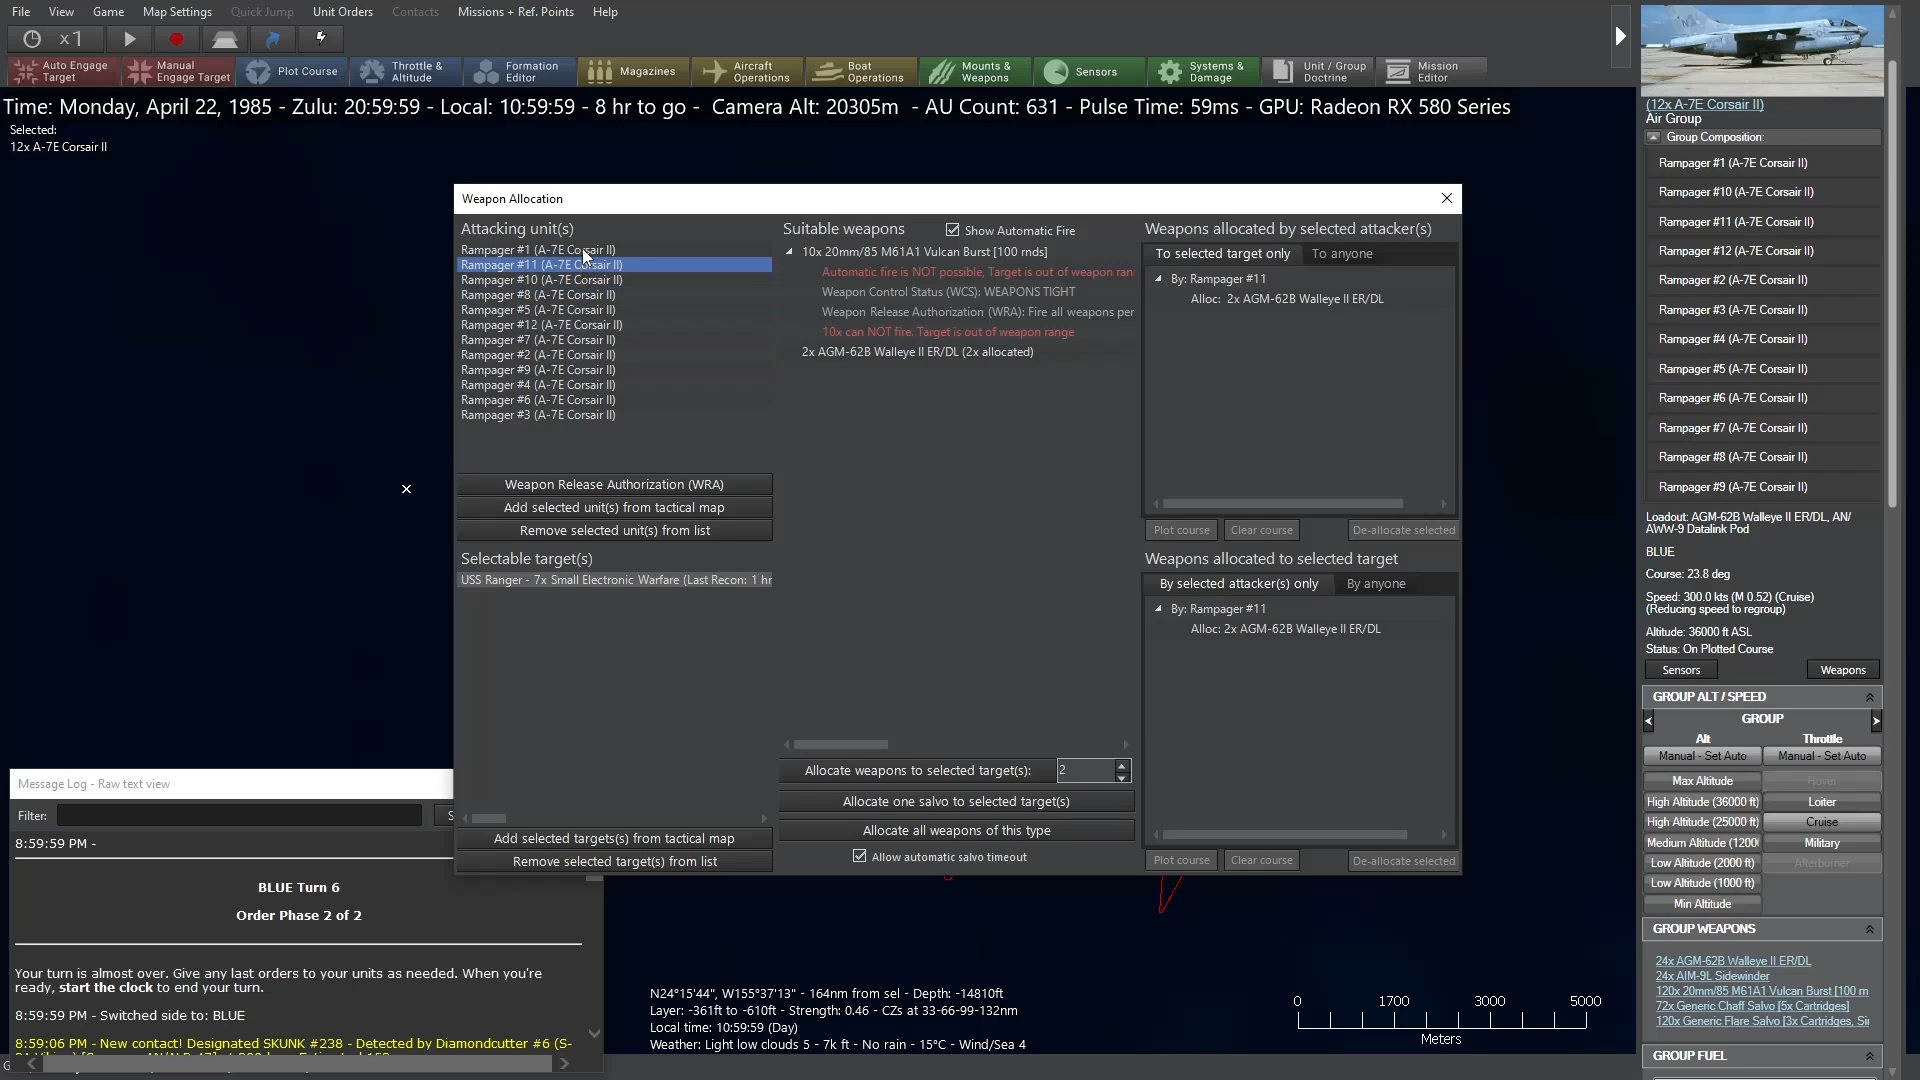 File View Game Map Settings Quick Jump Unit Orders Contacts Missions + Ref. Points Help
x1
Auto Engage Target
Manual Engage Target
Plot Course
Throttle & Altitude
Formation Editor
Magazines
Aircraft Operations
Boat Operations
Mounts & Weapons
Sensors
Systems & Damage
Unit / Group Doctrine
Mission Editor
Time: Monday, April 22, 1985 - Zulu: 20:59:59 - Local: 10:59:59 - 8 hr to go - Camera Alt: 20305m - AU Count: 631 - Pulse Time: 59ms - GPU: Radeon RX 580 Series
Selected:
12x A-7E Corsair II
Weapon Allocation
Attacking unit(s)
Rampager #1 (A-7E Corsair II)
Rampager #11 (A-7E Corsair II)
Rampager #10 (A-7E Corsair II)
Rampager #8 (A-7E Corsair II)
Rampager #5 (A-7E Corsair II)
Rampager #12 (A-7E Corsair II)
Rampager #7 (A-7E Corsair II)
Rampager #2 (A-7E Corsair II)
Rampager #9 (A-7E Corsair II)
Rampager #4 (A-7E Corsair II)
Rampager #6 (A-7E Corsair II)
Rampager #3 (A-7E Corsair II)
Weapon Release Authorization (WRA)
Add selected unit(s) from tactical map
Remove selected unit(s) from list
Selectable target(s)
USS Ranger - 7x Small Electronic Warfare (Last Recon: 1 hr
Add selected targets(s) from tactical map
Remove selected target(s) from list
Suitable weapons
Show Automatic Fire
10x 20mm/85 M61A1 Vulcan Burst [100 rnds]
Automatic fire is NOT possible, Target is out of weapon ran
Weapon Control Status (WCS): WEAPONS TIGHT
Weapon Release Authorization (WRA): Fire all weapons per
10x can NOT fire. Target is out of weapon range
2x AGM-62B Walleye II ER/DL (2x allocated)
Allocate weapons to selected target(s): 2
Allocate one salvo to selected target(s)
Allocate all weapons of this type
Allow automatic salvo timeout
Weapons allocated by selected attacker(s)
To selected target only To anyone
By: Rampager #11
Alloc: 2x AGM-62B Walleye II ER/DL
Plot course Clear course De-allocate selected
Weapons allocated to selected target
By selected attacker(s) only By anyone
By: Rampager #11
Alloc: 2x AGM-62B Walleye II ER/DL
Plot course Clear course De-allocate selected
Message Log - Raw text view
Filter:
8:59:59 PM -
BLUE Turn 6
Order Phase 2 of 2
Your turn is almost over. Give any last orders to your units as needed. When you're
ready, start the clock to end your turn.
8:59:59 PM - Switched side to: BLUE
8:59:06 PM - New contact! Designated SKUNK #238 - Detected by Diamondcutter #6 (S-
N24°15'44", W155°37'13" - 164nm from sel - Depth: -14810ft
Layer: -361ft to -610ft - Strength: 0.46 - CZs at 33-66-99-132nm
Local time: 10:59:59 (Day)
Weather: Light low clouds 5 - 7k ft - No rain - 15°C - Wind/Sea 4
0 1700 3000 5000
Meters
(12x A-7E Corsair II)
Air Group
Group Composition:
Rampager #1 (A-7E Corsair II)
Rampager #10 (A-7E Corsair II)
Rampager #11 (A-7E Corsair II)
Rampager #12 (A-7E Corsair II)
Rampager #2 (A-7E Corsair II)
Rampager #3 (A-7E Corsair II)
Rampager #4 (A-7E Corsair II)
Rampager #5 (A-7E Corsair II)
Rampager #6 (A-7E Corsair II)
Rampager #7 (A-7E Corsair II)
Rampager #8 (A-7E Corsair II)
Rampager #9 (A-7E Corsair II)
Loadout: AGM-62B Walleye II ER/DL, AN/
AWW-9 Datalink Pod
BLUE
Course: 23.8 deg
Speed: 300.0 kts (M 0.52) (Cruise)
(Reducing speed to regroup)
Altitude: 36000 ft ASL
Status: On Plotted Course
Sensors Weapons
GROUP ALT / SPEED
GROUP
Alt Throttle
Manual - Set Auto Manual - Set Auto
Max Altitude Hover
High Altitude (36000 ft) Loiter
High Altitude (25000 ft) Cruise
Medium Altitude (1200 Military
Low Altitude (2000 ft) Afterburner
Low Altitude (1000 ft)
Min Altitude
GROUP WEAPONS
24x AGM-62B Walleye II ER/DL
24x AIM-9L Sidewinder
120x 20mm/85 M61A1 Vulcan Burst [100 rn
72x Generic Chaff Salvo [5x Cartridges]
120x Generic Flare Salvo [3x Cartridges, Si
GROUP FUEL